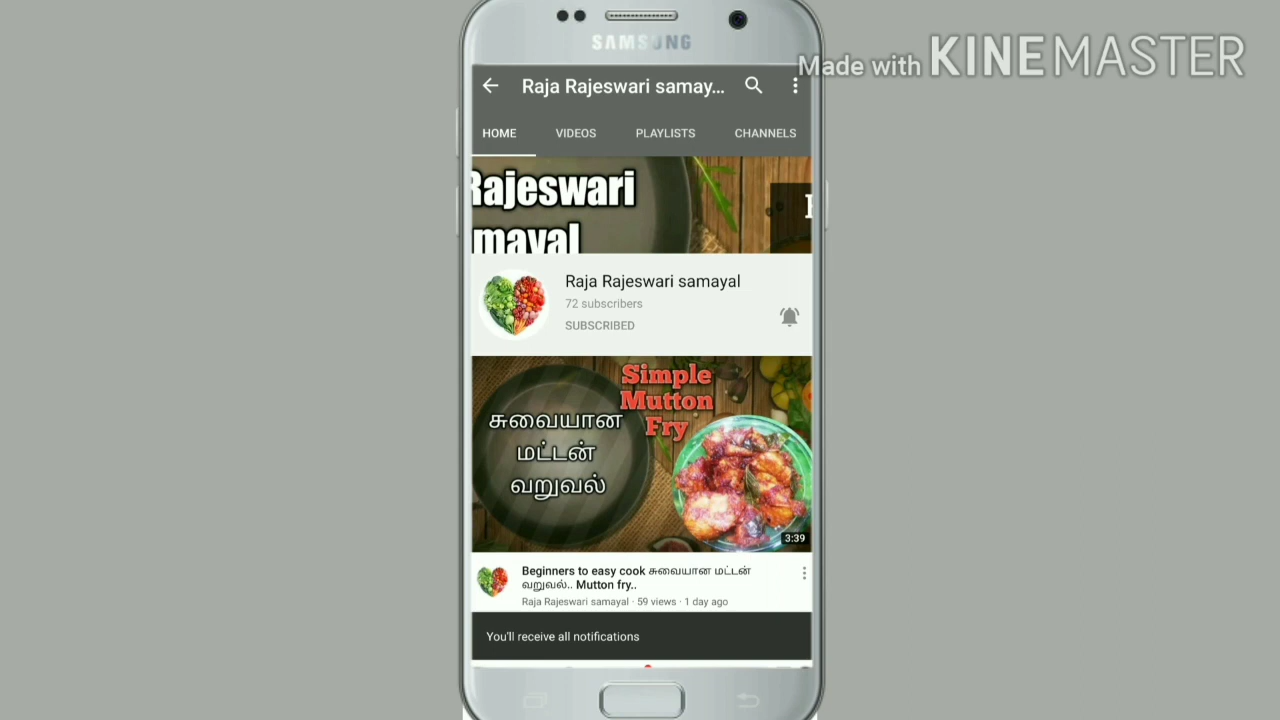 SAMSUNG
Made with KINEMASTER
Raja Rajeswari samay...
HOME VIDEOS PLAYLISTS CHANNELS
Rajeswari
mayal
Raja Rajeswari samayal
72 subscribers
SUBSCRIBED
Simple
Mutton
Fry
சுவையான
மட்டன்
வறுவல்
3:39
Beginners to easy cook சுவையான மட்டன்
வறுவல்.. Mutton fry..
Raja Rajeswari samayal · 59 views · 1 day ago
You'll receive all notifications